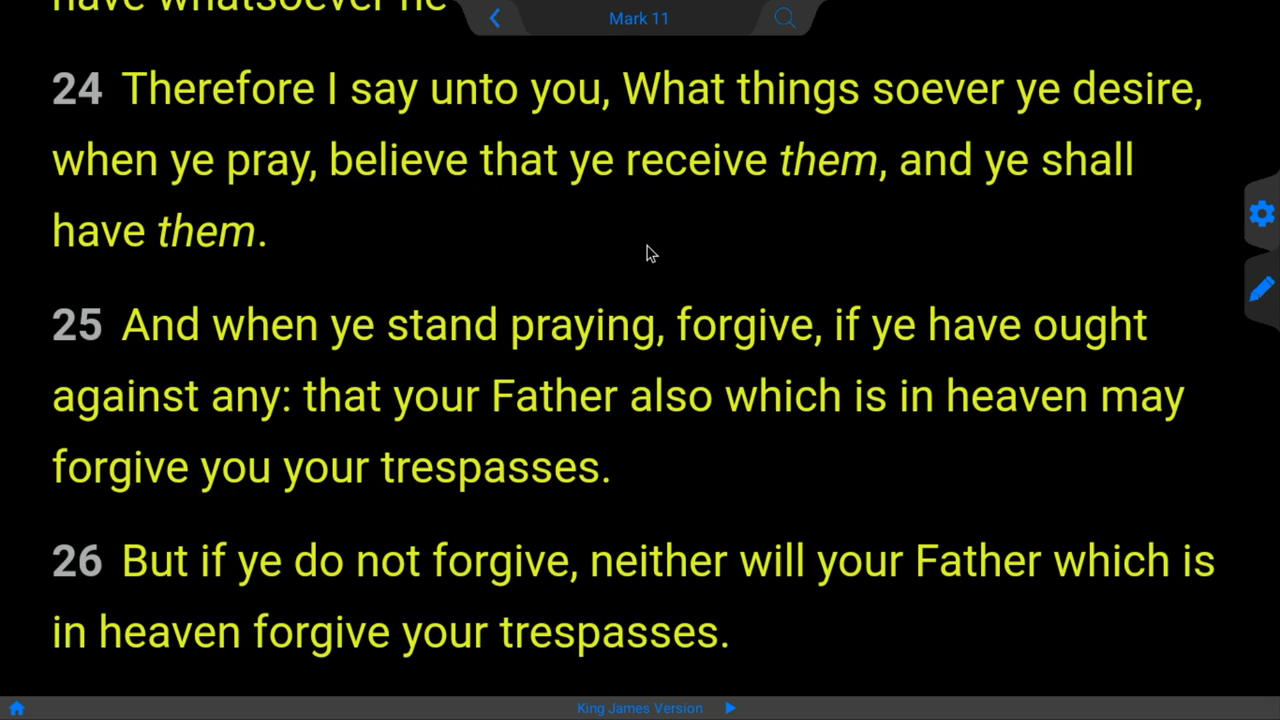 have whatsoever he
Mark 11
24 Therefore I say unto you, What things soever ye desire,
when ye pray, believe that ye receive them, and ye shall
have them.
25 And when ye stand praying, forgive, if ye have ought
against any: that your Father also which is in heaven may
forgive you your trespasses.
26 But if ye do not forgive, neither will your Father which is
in heaven forgive your trespasses.
King James Version